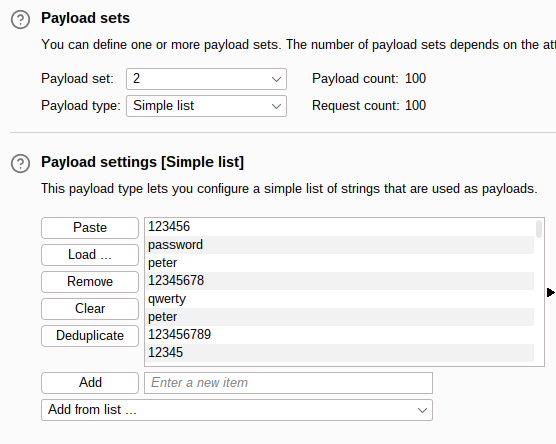 Payload sets
You can define one or more payload sets. The number of payload sets depends on the att
Payload set: 2 Payload count: 100
Payload type: Simple list Request count: 100
Payload settings [Simple list]
This payload type lets you configure a simple list of strings that are used as payloads.
Paste
Load ...
Remove
Clear
Deduplicate
123456
password
peter
12345678
qwerty
peter
123456789
12345
Add Enter a new item
Add from list ...